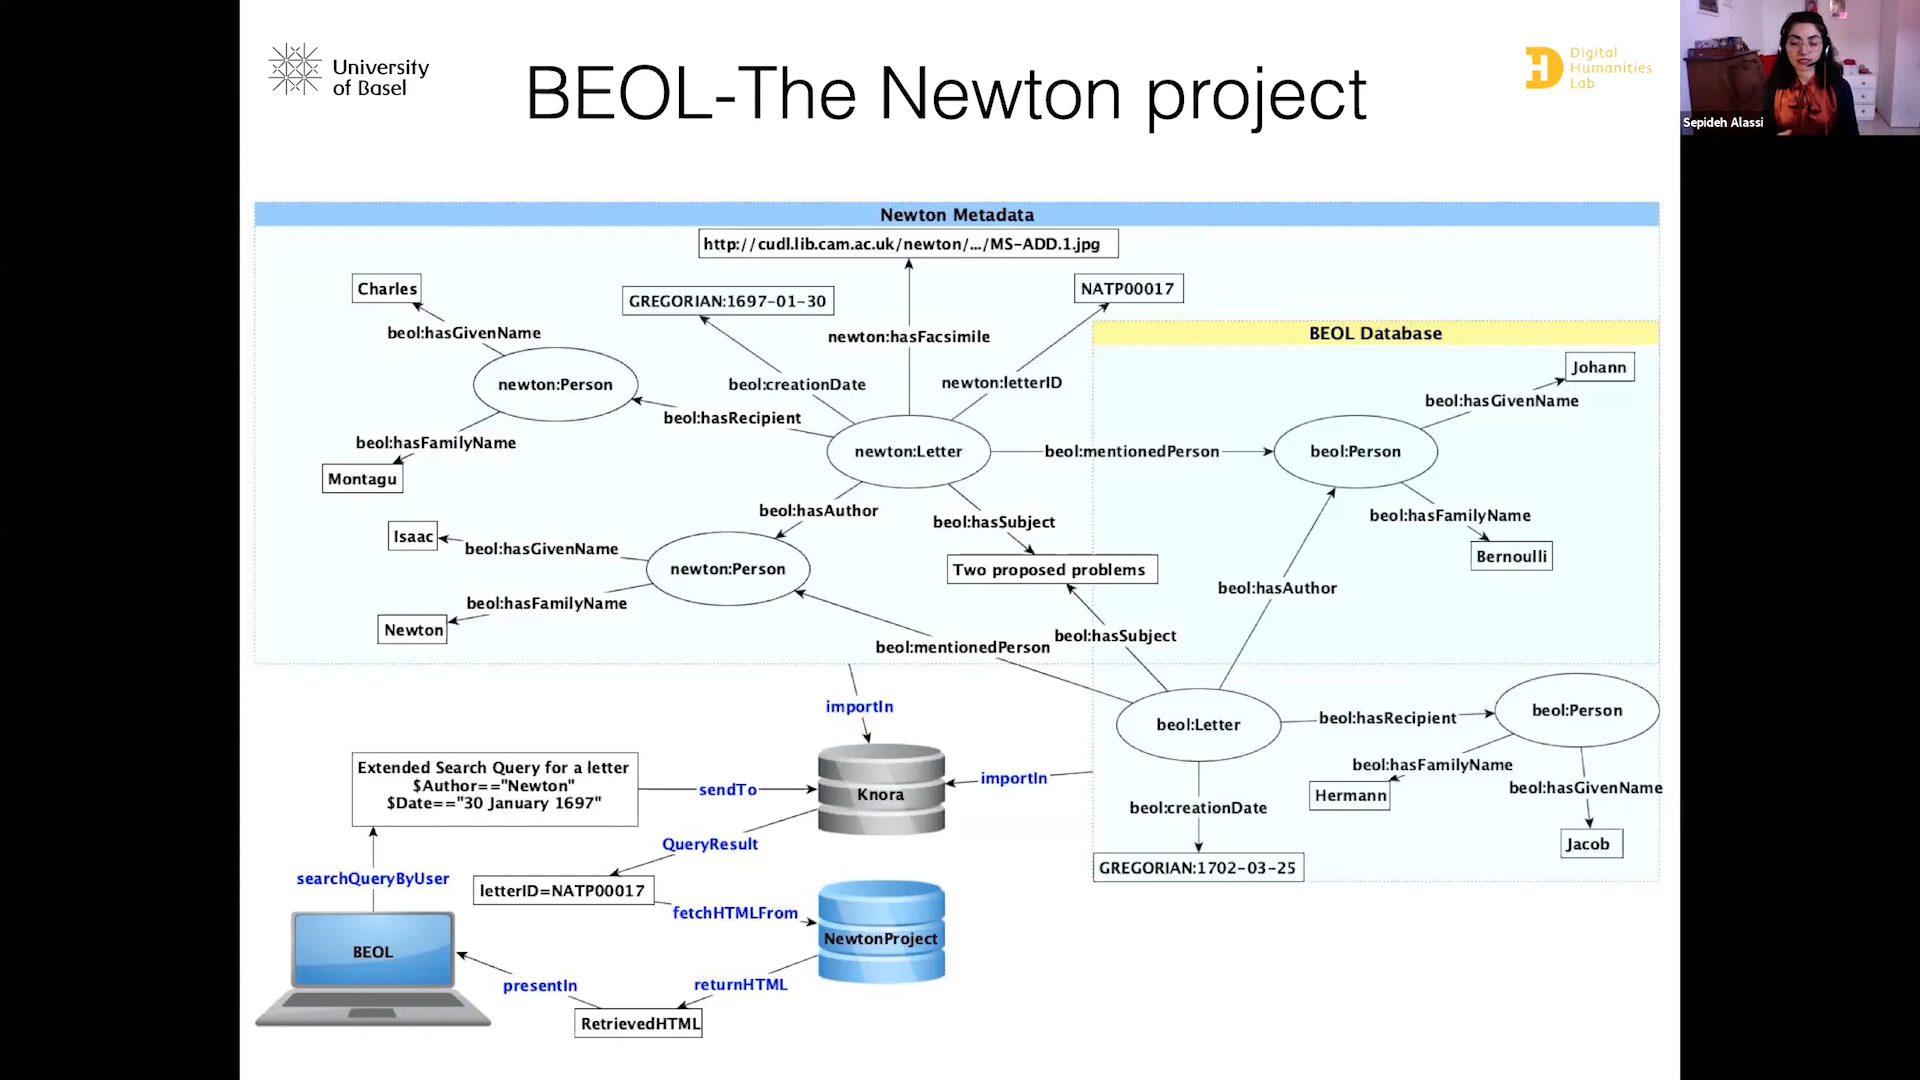 University
of Basel
BEOL-The Newton project
Digital
Humanities
Lab
Sepideh Alassi
Newton Metadata
http://cudl.lib.cam.ac.uk/newton/.../MS-ADD.1.jpg
Charles
GREGORIAN:1697-01-30
NATP00017
beol:hasGivenName
newton:hasFacsimile
BEOL Database
newton:Person
beol:creationDate
newton:letterID
Johann
beol:hasGivenName
beol:hasRecipient
beol:hasFamilyName
Montagu
newton:Letter
beol:mentionedPerson
beol:Person
beol:hasAuthor
beol:hasSubject
beol:hasFamilyName
Isaac
beol:hasGivenName
Bernoulli
newton:Person
Two proposed problems
beol:hasAuthor
beol:hasFamilyName
Newton
beol:mentionedPerson
beol:hasSubject
importIn
beol:Letter
beol:hasRecipient
beol:Person
Extended Search Query for a letter
$Author=="Newton"
$Date=="30 January 1697"
sendTo
Knora
importIn
beol:hasFamilyName
Hermann
beol:hasGivenName
beol:creationDate
Jacob
QueryResult
GREGORIAN:1702-03-25
searchQueryByUser
letterID=NATP00017
fetchHTMLFrom
NewtonProject
BEOL
presentIn
returnHTML
RetrievedHTML